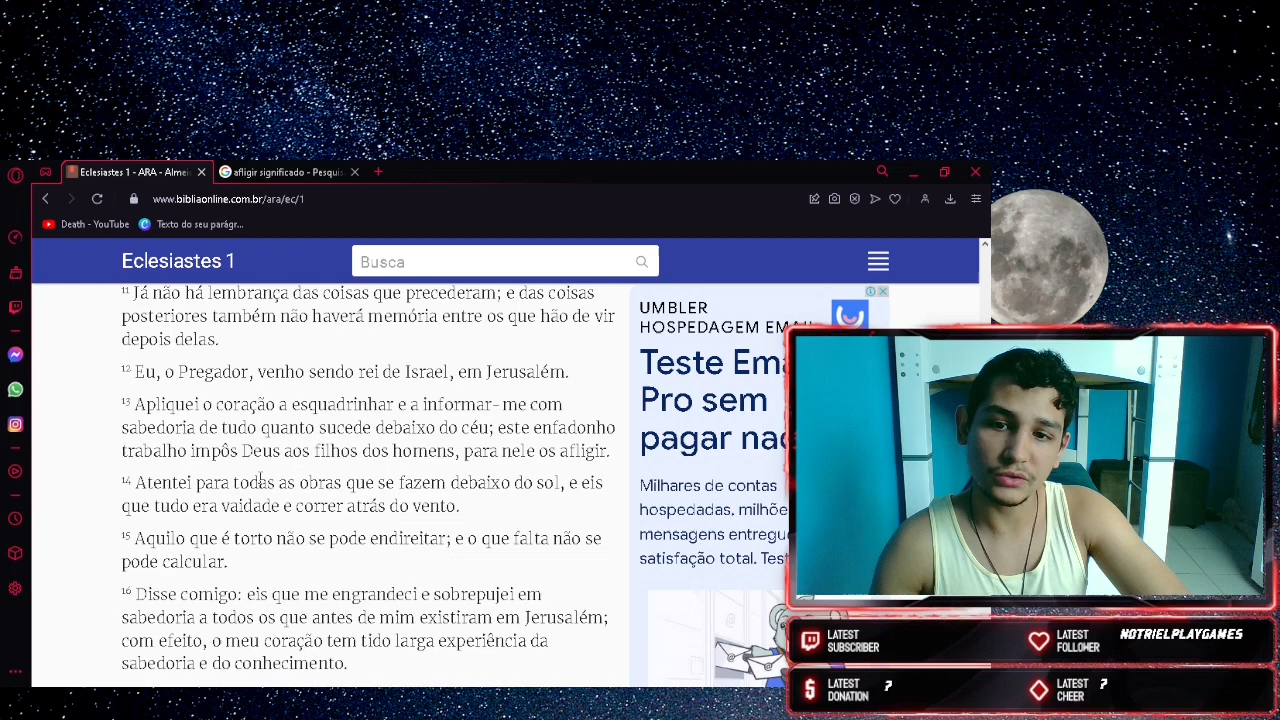 Eclesiastes 1 - ARA - Almei
afligir significado - Pesquis
www.bibliaonline.com.br/ara/ec/1
Death - YouTube
Texto do seu parágr...
Eclesiastes 1
Busca
11 Já não há lembrança das coisas que precederam; e das coisas
posteriores também não haverá memória entre os que hão de vir
depois delas.
12 Eu, o Pregador, venho sendo rei de Israel, em Jerusalém.
13 Apliquei o coração a esquadrinhar e a informar-me com
sabedoria de tudo quanto sucede debaixo do céu; este enfadonho
trabalho impôs Deus aos filhos dos homens, para nele os afligir.
14 Atentei para todas as obras que se fazem debaixo do sol, e eis
que tudo era vaidade e correr atrás do vento.
15 Aquilo que é torto não se pode endireitar; e o que falta não se
pode calcular.
16 Disse comigo: eis que me engrandeci e sobrepujei em
sabedoria a todos os que antes de mim existiram em Jerusalém;
com efeito, o meu coração tem tido larga experiência da
sabedoria e do conhecimento.
UMBLER
HOSPEDAGEM EMAI
Teste Ema
Pro sem
pagar nad
Milhares de contas
hospedadas, milhõe
mensagens entregue
satisfação total. Test
LATEST
SUBSCRIBER
LATEST
FOLLOWER
NOTRIELPLAYGAMES
LATEST
DONATION
?
LATEST
CHEER
?